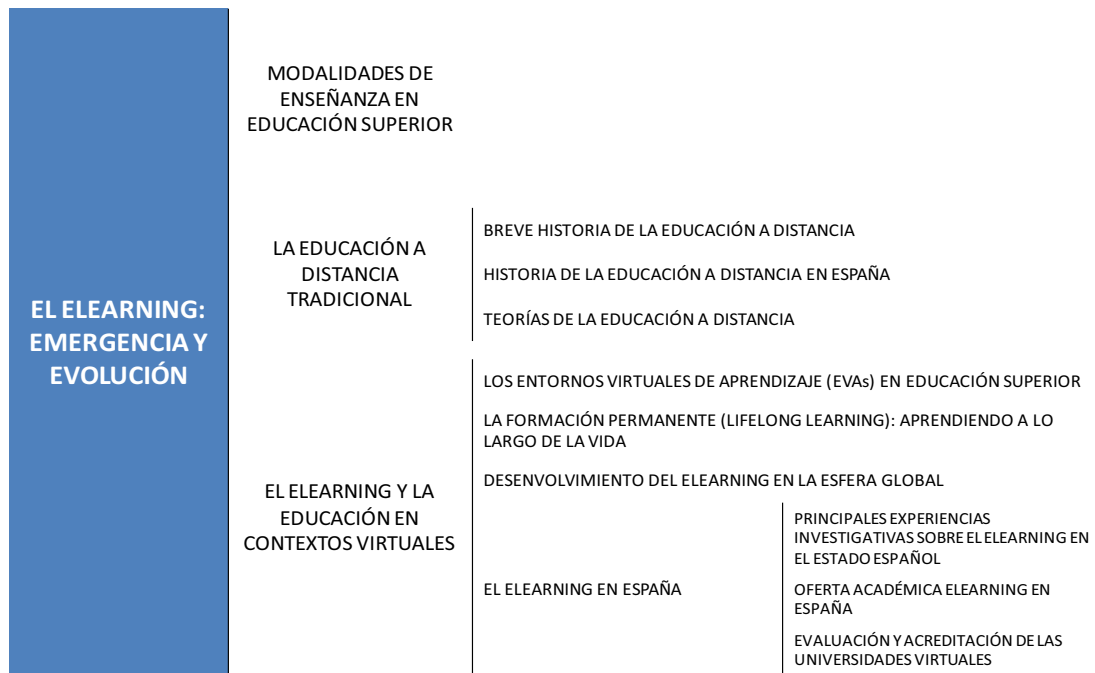 EL ELEARNING:
EMERGENCIA Y
EVOLUCIÓN
MODALIDADES DE
ENSEÑANZA EN
EDUCACIÓN SUPERIOR
LA EDUCACIÓN A
DISTANCIA
TRADICIONAL
BREVE HISTORIA DE LA EDUCACIÓN A DISTANCIA
HISTORIA DE LA EDUCACIÓN A DISTANCIA EN ESPAÑA
TEORÍAS DE LA EDUCACIÓN A DISTANCIA
EL ELEARNING Y LA
EDUCACIÓN EN
CONTEXTOS VIRTUALES
LOS ENTORNOS VIRTUALES DE APRENDIZAJE (EVAs) EN EDUCACIÓN SUPERIOR
LA FORMACIÓN PERMANENTE (LIFELONG LEARNING): APRENDIENDO A LO
LARGO DE LA VIDA
DESENVOLVIMIENTO DEL ELEARNING EN LA ESFERA GLOBAL
EL ELEARNING EN ESPAÑA
PRINCIPALES EXPERIENCIAS
INVESTIGATIVAS SOBRE EL ELEARNING EN
EL ESTADO ESPAÑOL
OFERTA ACADÉMICA ELEARNING EN
ESPAÑA
EVALUACIÓN Y ACREDITACIÓN DE LAS
UNIVERSIDADES VIRTUALES